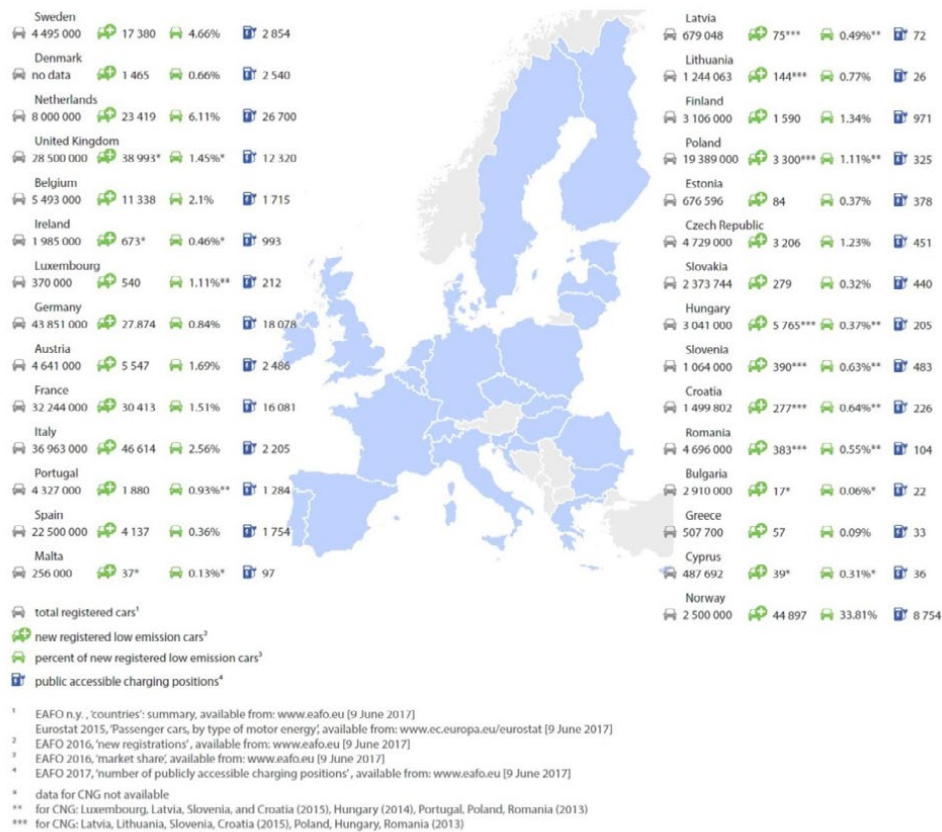 Sweden
4 495 000 17 380 4.66% 2 854
Denmark
no data 1 465 0.66% 2 540
Netherlands
8 000 000 23 419 6.11% 26 700
United Kingdom
28 500 000 38 993* 1.45%* 12 320
Belgium
5 493 000 11 338 2.1% 1 715
Ireland
1 985 000 673* 0.46%* 993
Luxembourg
370 000 540 1.11%** 212
Germany
43 851 000 27.874 0.84% 18 078
Austria
4 641 000 5 547 1.69% 2 486
France
32 244 000 30 413 1.51% 16 081
Italy
36 963 000 46 614 2.56% 2 205
Portugal
4 327 000 1 880 0.93%** 1 284
Spain
22 500 000 4 137 0.36% 1 754
Malta
256 000 37* 0.13%* 97
Latvia
679 048 75*** 0.49%** 72
Lithuania
1 244 063 144*** 0.77% 26
Finland
3 106 000 1 590 1.34% 971
Poland
19 389 000 3 300*** 1.11%** 325
Estonia
676 596 84 0.37% 378
Czech Republic
4 729 000 3 206 1.23% 451
Slovakia
2 373 744 279 0.32% 440
Hungary
3 041 000 5 765*** 0.37%** 205
Slovenia
1 064 000 390*** 0.63%** 483
Croatia
1 499 802 277*** 0.64%** 226
Romania
4 696 000 383*** 0.55%** 104
Bulgaria
2 910 000 17* 0.06%* 22
Greece
507 700 57 0.09% 33
Cyprus
487 692 39* 0.31%* 36
Norway
2 500 000 44 897 33.81% 8 754
total registered cars¹
new registered low emission cars²
percent of new registered low emission cars³
public accessible charging positions⁴
¹ EAFO n.y., 'countries': summary, available from: www.eafo.eu [9 June 2017]
Eurostat 2015, 'Passenger cars, by type of motor energy', available from: www.ec.europa.eu/eurostat [9 June 2017]
² EAFO 2016, 'new registrations', available from: www.eafo.eu [9 June 2017]
³ EAFO 2016, 'market share', available from: www.eafo.eu [9 June 2017]
⁴ EAFO 2017, 'number of publicly accessible charging positions', available from: www.eafo.eu [9 June 2017]
* data for CNG not available
** for CNG: Luxembourg, Latvia, Slovenia, and Croatia (2015), Hungary (2014), Portugal, Poland, Romania (2013)
*** for CNG: Latvia, Lithuania, Slovenia, Croatia (2015), Poland, Hungary, Romania (2013)